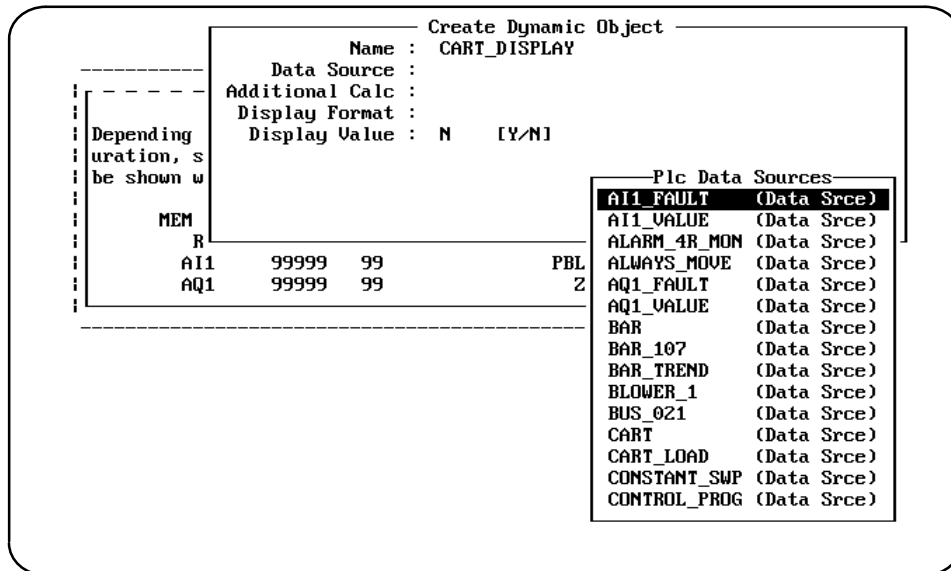 Create Dynamic Object
Name : CART_DISPLAY
Data Source :
Additional Calc :
Display Format :
Display Value : N [Y/N]
Depending
uration, s
be shown w
MEM
R
AI1 99999 99 PBL
AQ1 99999 99 Z
Plc Data Sources
AI1_FAULT (Data Srce)
AI1_VALUE (Data Srce)
ALARM_4R_MON (Data Srce)
ALWAYS_MOVE (Data Srce)
AQ1_FAULT (Data Srce)
AQ1_VALUE (Data Srce)
BAR (Data Srce)
BAR_107 (Data Srce)
BAR_TREND (Data Srce)
BLOWER_1 (Data Srce)
BUS_021 (Data Srce)
CART (Data Srce)
CART_LOAD (Data Srce)
CONSTANT_SWP (Data Srce)
CONTROL_PROG (Data Srce)